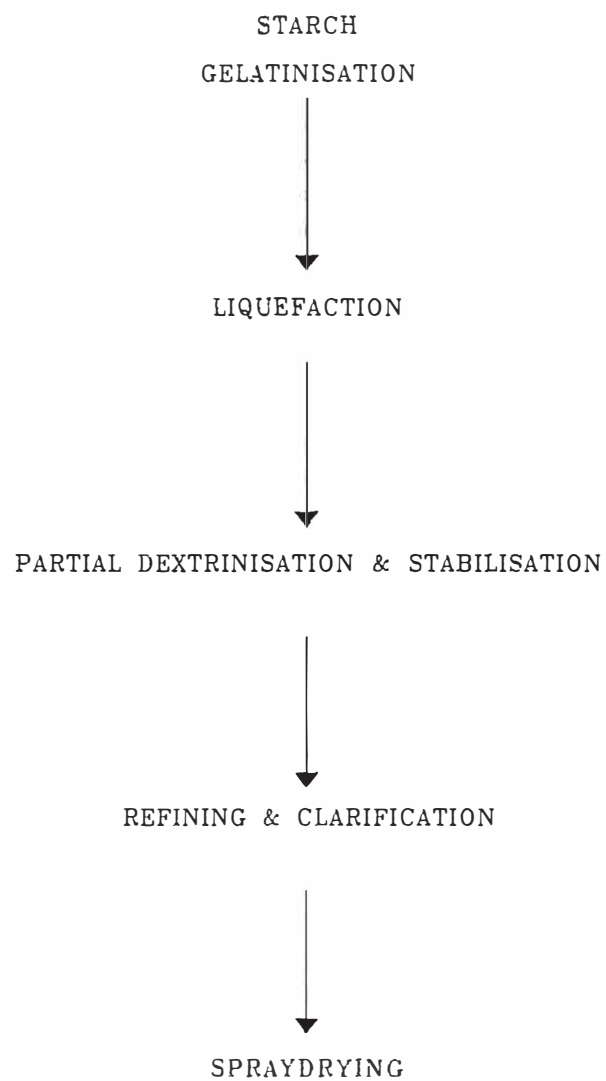 STARCH
GELATINISATION
LIQUEFACTION
PARTIAL DEXTRINISATION & STABILISATION
REFINING & CLARIFICATION
SPRAYDRYING